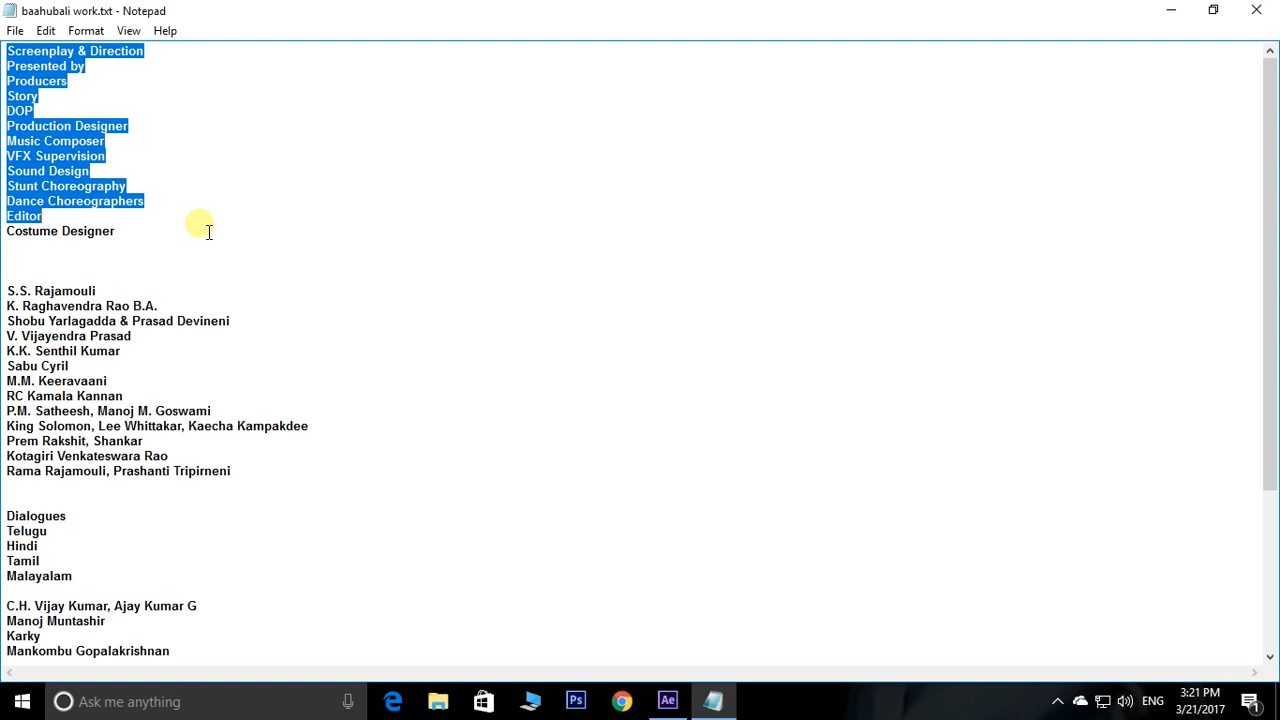 baahubali work.txt - Notepad
File Edit Format View Help
Screenplay & Direction
Presented by
Producers
Story
DOP
Production Designer
Music Composer
VFX Supervision
Sound Design
Stunt Choreography
Dance Choreographers
Editor
Costume Designer
S.S. Rajamouli
K. Raghavendra Rao B.A.
Shobu Yarlagadda & Prasad Devineni
V. Vijayendra Prasad
K.K. Senthil Kumar
Sabu Cyril
M.M. Keeravaani
RC Kamala Kannan
P.M. Satheesh, Manoj M. Goswami
King Solomon, Lee Whittakar, Kaecha Kampakdee
Prem Rakshit, Shankar
Kotagiri Venkateswara Rao
Rama Rajamouli, Prashanti Tripirneni
Dialogues
Telugu
Hindi
Tamil
Malayalam
C.H. Vijay Kumar, Ajay Kumar G
Manoj Muntashir
Karky
Mankombu Gopalakrishnan
Ask me anything
Ps
Ae
ENG
3:21 PM
3/21/2017
1